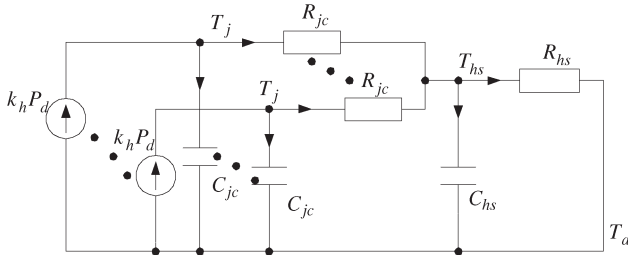 T_j
R_jc
T_j
R_jc
T_hs
R_hs
k_h P_d
k_h P_d
C_jc
C_jc
C_hs
T_a